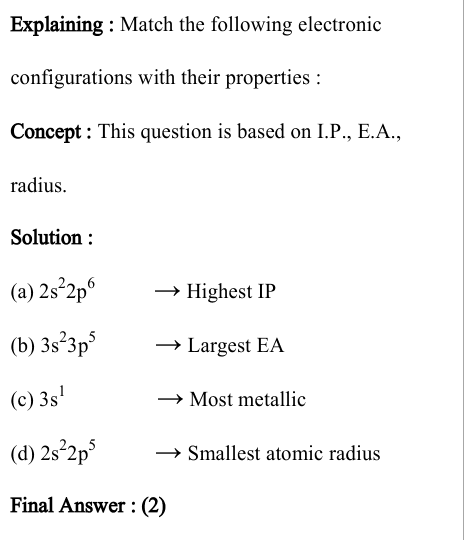 Explaining : Match the following electronic
configurations with their properties :
Concept : This question is based on I.P., E.A.,
radius.
Solution :
(a) 2s²2p⁶ → Highest IP
(b) 3s²3p⁵ → Largest EA
(c) 3s¹ → Most metallic
(d) 2s²2p⁵ → Smallest atomic radius
Final Answer : (2)